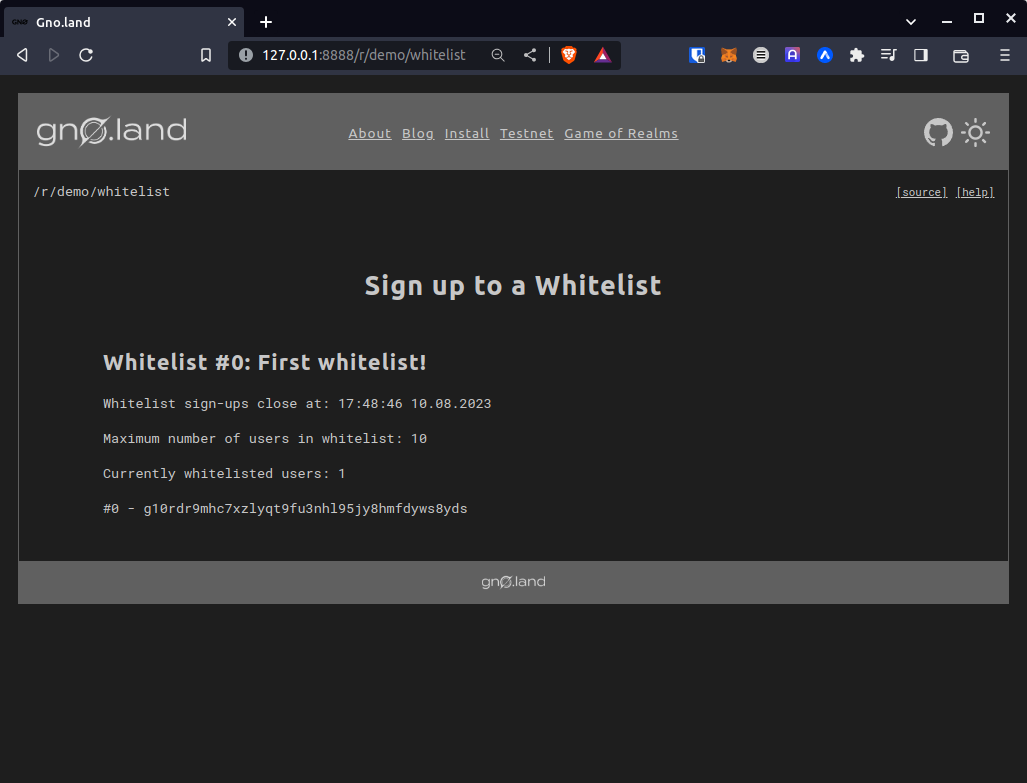 GNO Gno.land
127.0.0.1:8888/r/demo/whitelist
gnø.land About Blog Install Testnet Game of Realms
/r/demo/whitelist [source] [help]
Sign up to a Whitelist
Whitelist #0: First whitelist!
Whitelist sign-ups close at: 17:48:46 10.08.2023
Maximum number of users in whitelist: 10
Currently whitelisted users: 1
#0 - g10rdr9mhc7xzlyqt9fu3nhl95jy8hmfdyws8yds
gnø.land